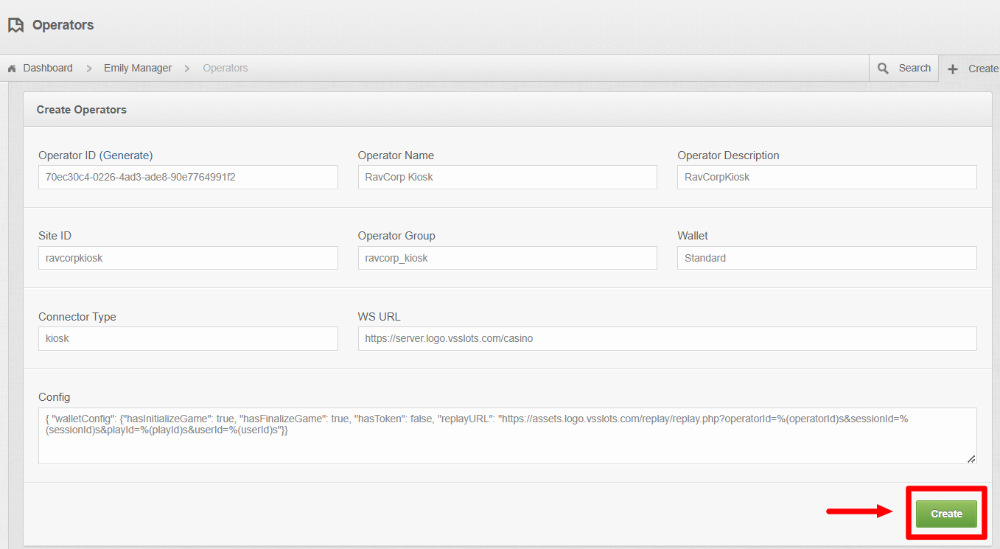 Operators
Dashboard > Emily Manager > Operators Search + Create
Create Operators
Operator ID (Generate) Operator Name Operator Description
70ec30c4-0226-4ad3-ade8-90e7764991f2 RavCorp Kiosk RavCorpKiosk
Site ID Operator Group Wallet
ravcorpkiosk ravcorp_kiosk Standard
Connector Type WS URL
kiosk https://server.logo.vsslots.com/casino
Config
{ "walletConfig": {"hasInitializeGame": true, "hasFinalizeGame": true, "hasToken": false, "replayURL": "https://assets.logo.vsslots.com/replay/replay.php?operatorId=%(operatorId)s&sessionId=%
(sessionId)s&playId=%(playId)s&userId=%(userId)s"}}
Create